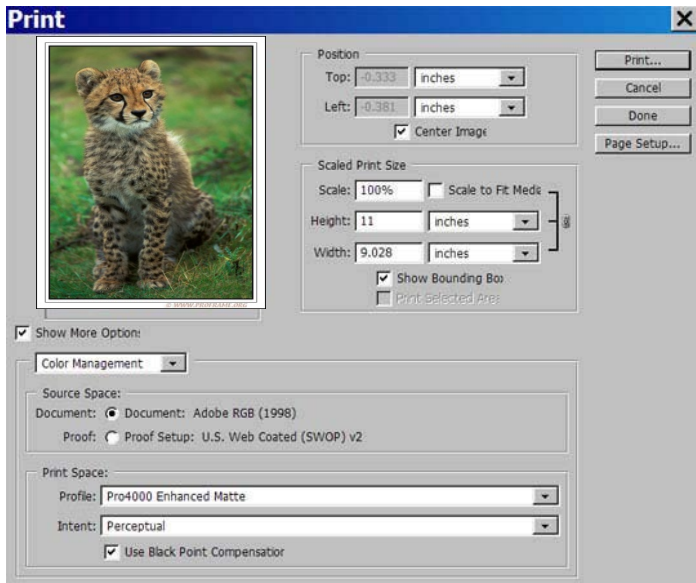 Print
Position
Top: -0.333 inches
Left: -0.381 inches
Center Image
Print...
Cancel
Done
Page Setup...
Scaled Print Size
Scale: 100% Scale to Fit Media
Height: 11 inches
Width: 9.028 inches
Show Bounding Box
Print Selected Area
© WWW.PROFRAME.ORG
Show More Options
Color Management
Source Space:
Document: Document: Adobe RGB (1998)
Proof: Proof Setup: U.S. Web Coated (SWOP) v2
Print Space:
Profile: Pro4000 Enhanced Matte
Intent: Perceptual
Use Black Point Compensation